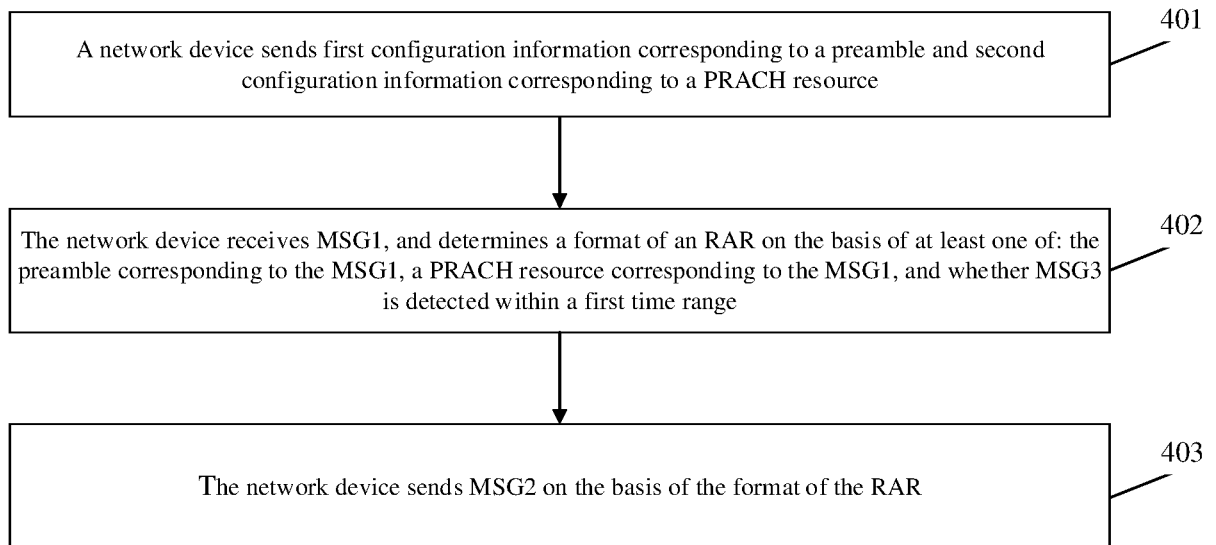 401
A network device sends first configuration information corresponding to a preamble and second
configuration information corresponding to a PRACH resource
402
The network device receives MSG1, and determines a format of an RAR on the basis of at least one of: the
preamble corresponding to the MSG1, a PRACH resource corresponding to the MSG1, and whether MSG3
is detected within a first time range
403
The network device sends MSG2 on the basis of the format of the RAR